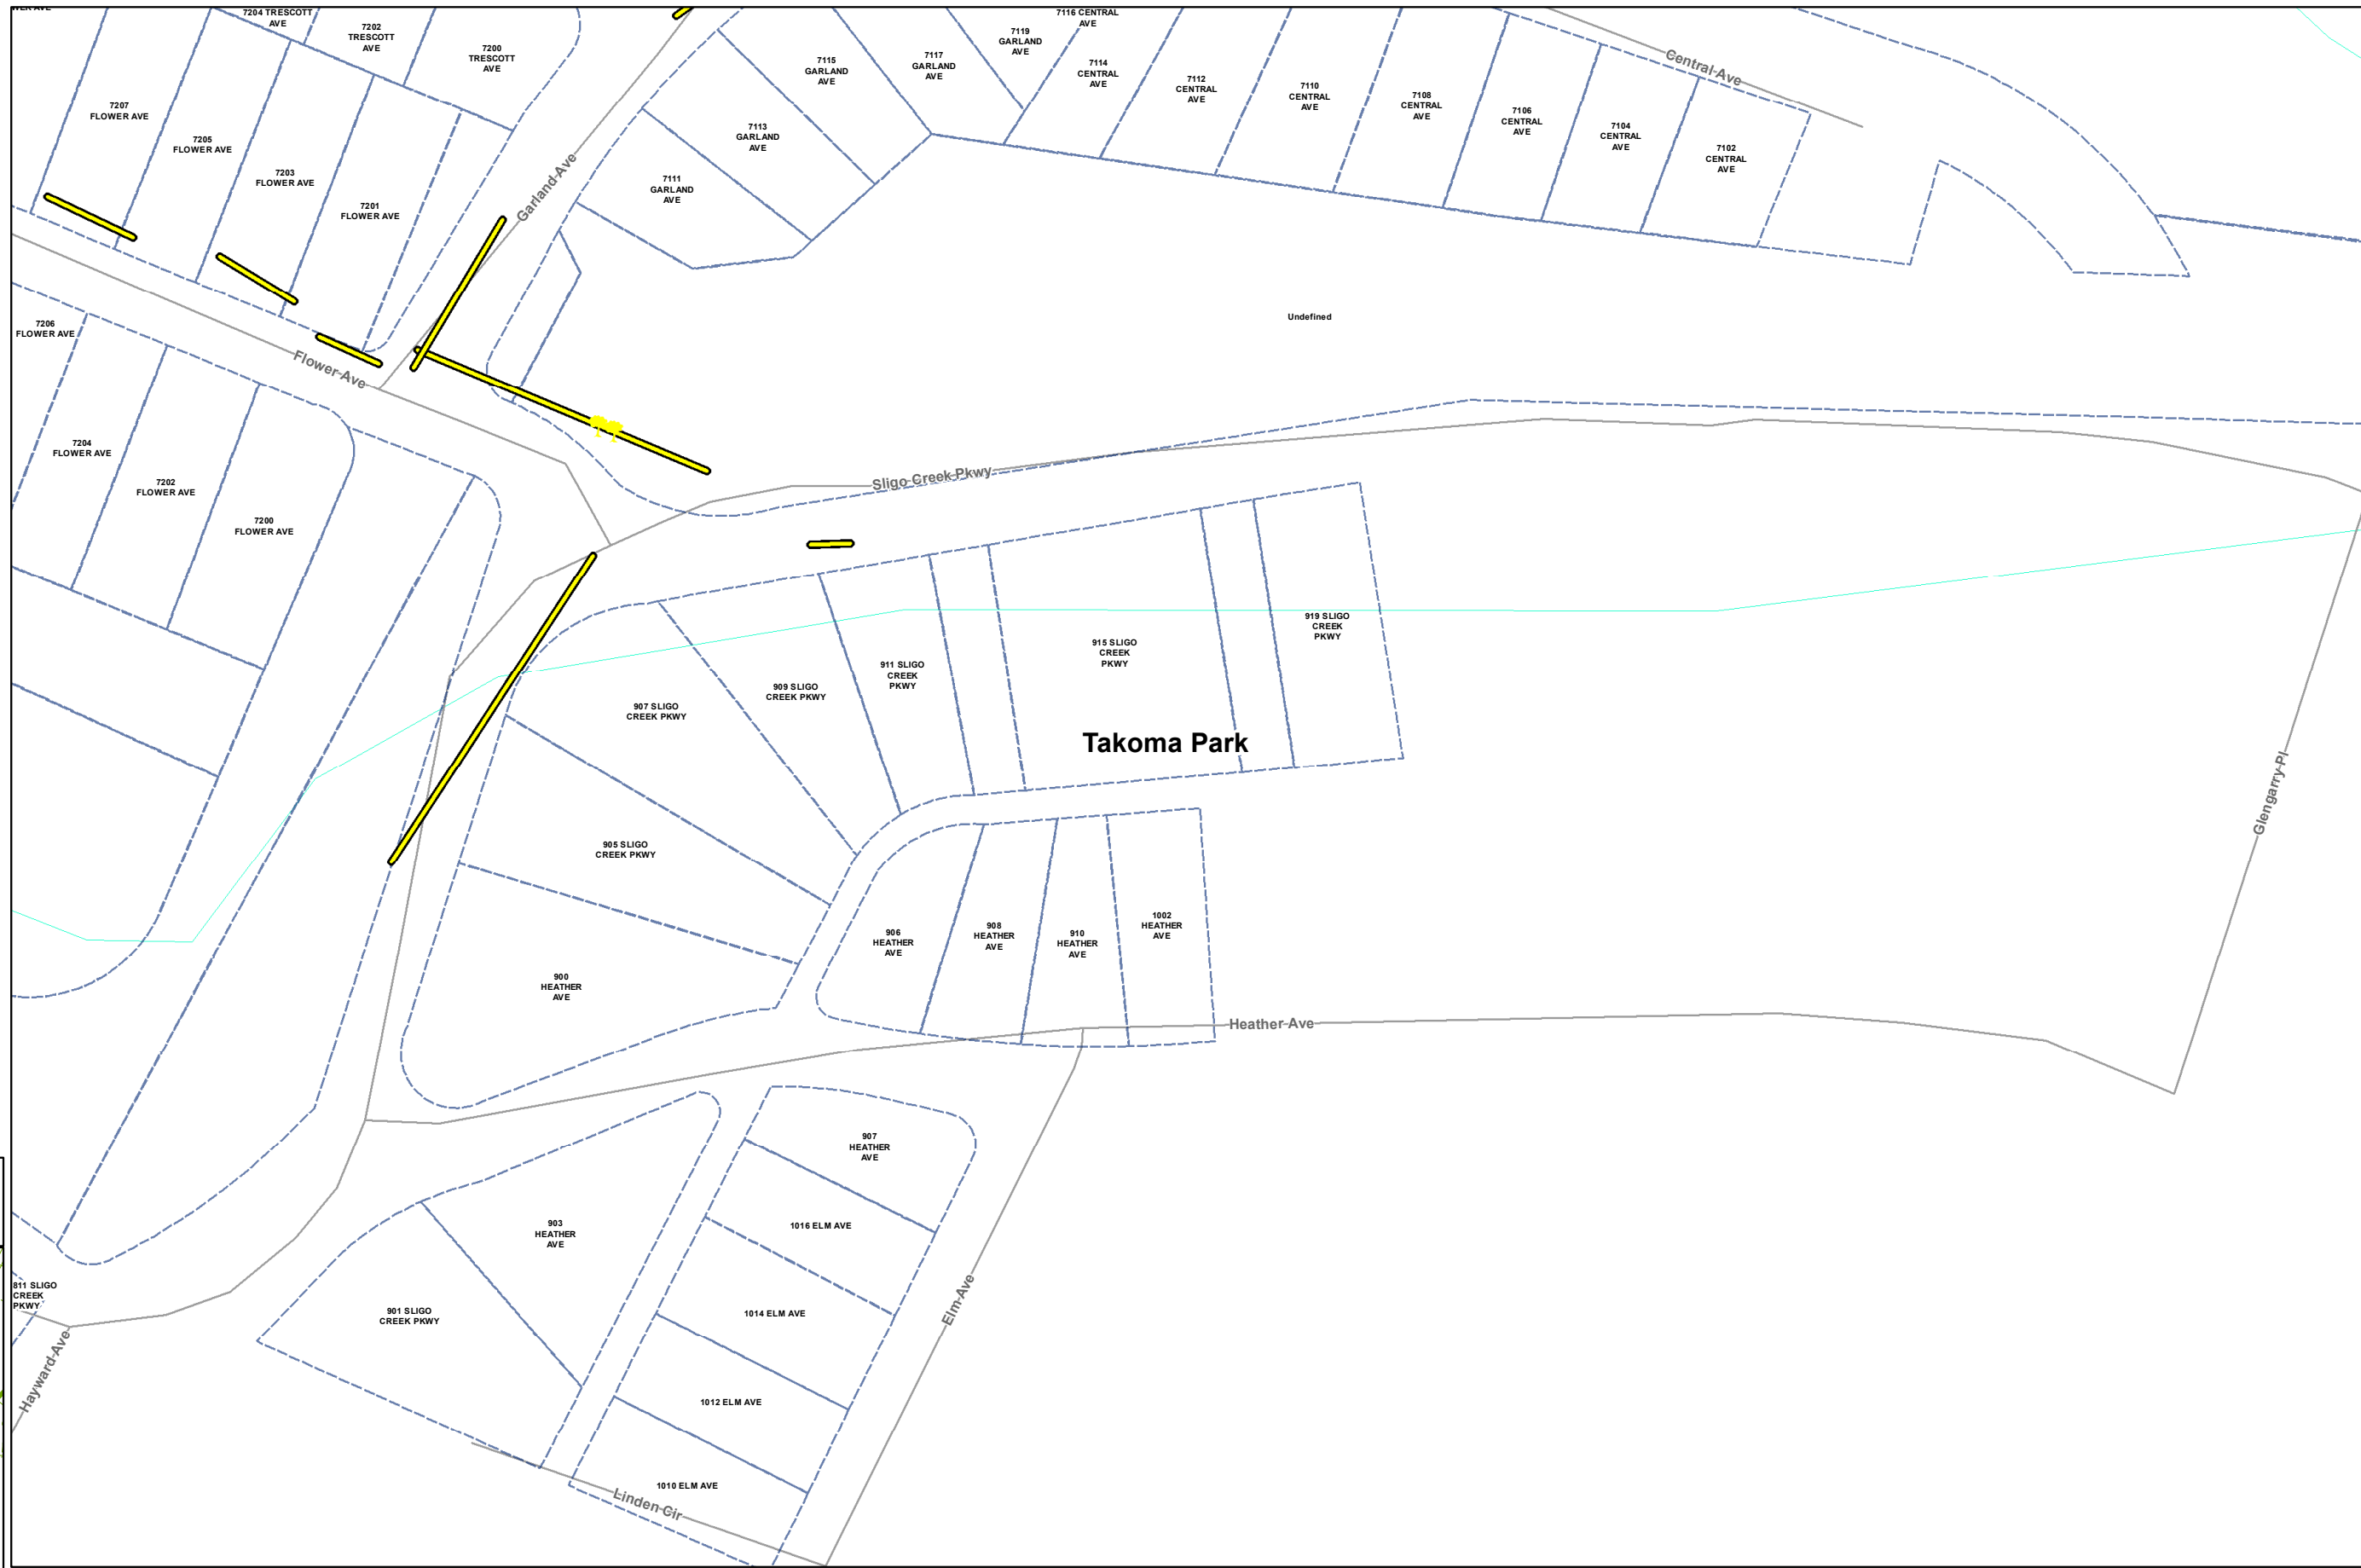 7204 TRESCOTT
AVE
7202
TRESCOTT
AVE
7200
TRESCOTT
AVE
7207
FLOWER AVE
7205
FLOWER AVE
7203
FLOWER AVE
7201
FLOWER AVE
Garland Ave
7115
GARLAND
AVE
7113
GARLAND
AVE
7111
GARLAND
AVE
7117
GARLAND
AVE
7119
GARLAND
AVE
7116 CENTRAL
AVE
7114
CENTRAL
AVE
7112
CENTRAL
AVE
7110
CENTRAL
AVE
7108
CENTRAL
AVE
7106
CENTRAL
AVE
7104
CENTRAL
AVE
7102
CENTRAL
AVE
Central Ave
Undefined
7206
FLOWER AVE
Flower Ave
7204
FLOWER AVE
7202
FLOWER AVE
7200
FLOWER AVE
Sligo Creek Pkwy
907 SLIGO
CREEK PKWY
909 SLIGO
CREEK PKWY
911 SLIGO
CREEK
PKWY
915 SLIGO
CREEK
PKWY
919 SLIGO
CREEK
PKWY
Takoma Park
905 SLIGO
CREEK PKWY
900
HEATHER
AVE
906
HEATHER
AVE
908
HEATHER
AVE
910
HEATHER
AVE
1002
HEATHER
AVE
Glengarry Pl
Heather Ave
907
HEATHER
AVE
903
HEATHER
AVE
1016 ELM AVE
811 SLIGO
CREEK
PKWY
901 SLIGO
CREEK PKWY
1014 ELM AVE
Elm Ave
Hayward Ave
1012 ELM AVE
1010 ELM AVE
Linden Cir